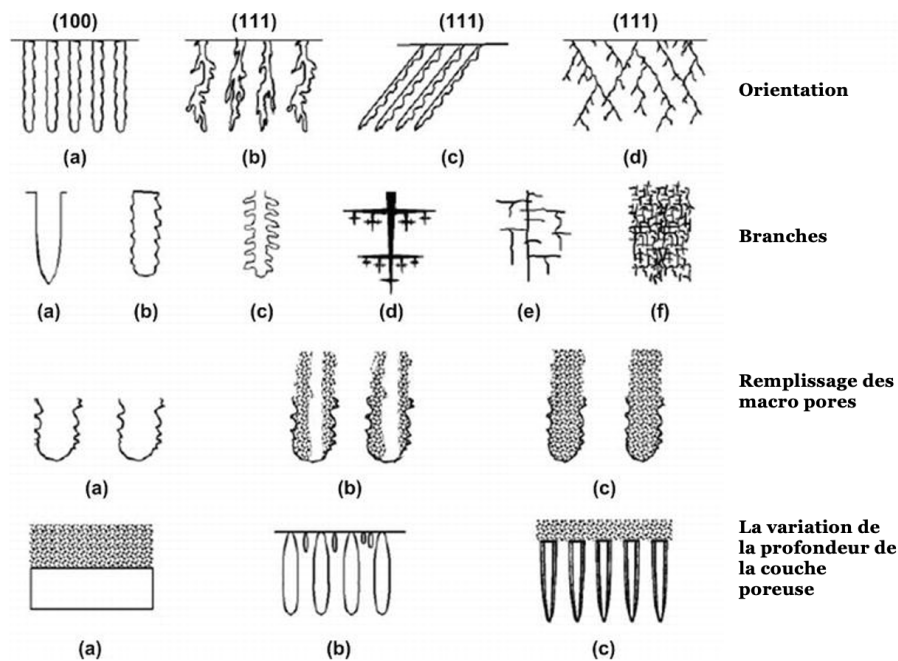 (100) (111) (111) (111)
Orientation
(a) (b) (c) (d)
Branches
(a) (b) (c) (d) (e) (f)
Remplissage des
macro pores
(a) (b) (c)
La variation de
la profondeur de
la couche
poreuse
(a) (b) (c)